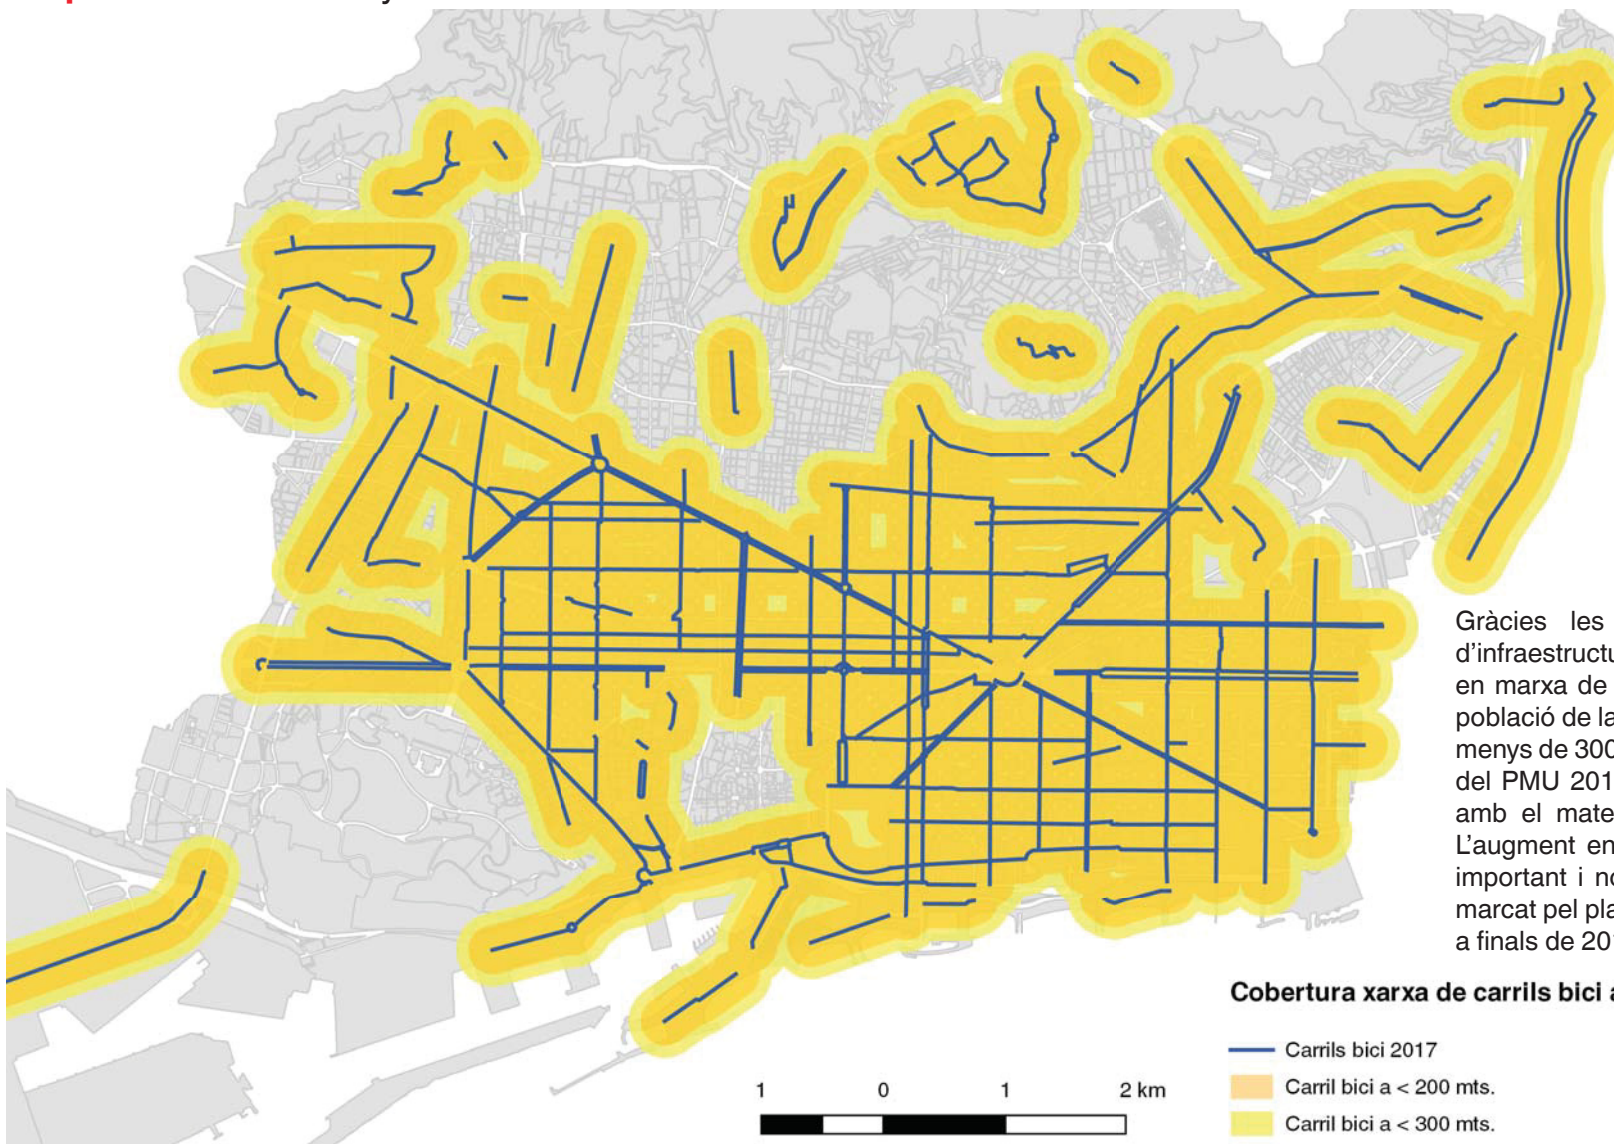 Gràcies les
d’infraestructu
en marxa de
població de la
menys de 300
del PMU 201
amb el mate
L’augment en
important i no
marcat pel pla
a finals de 201
Cobertura xarxa de carrils bici a
Carrils bici 2017
Carril bici a < 200 mts.
Carril bici a < 300 mts.
1 0 1 2 km